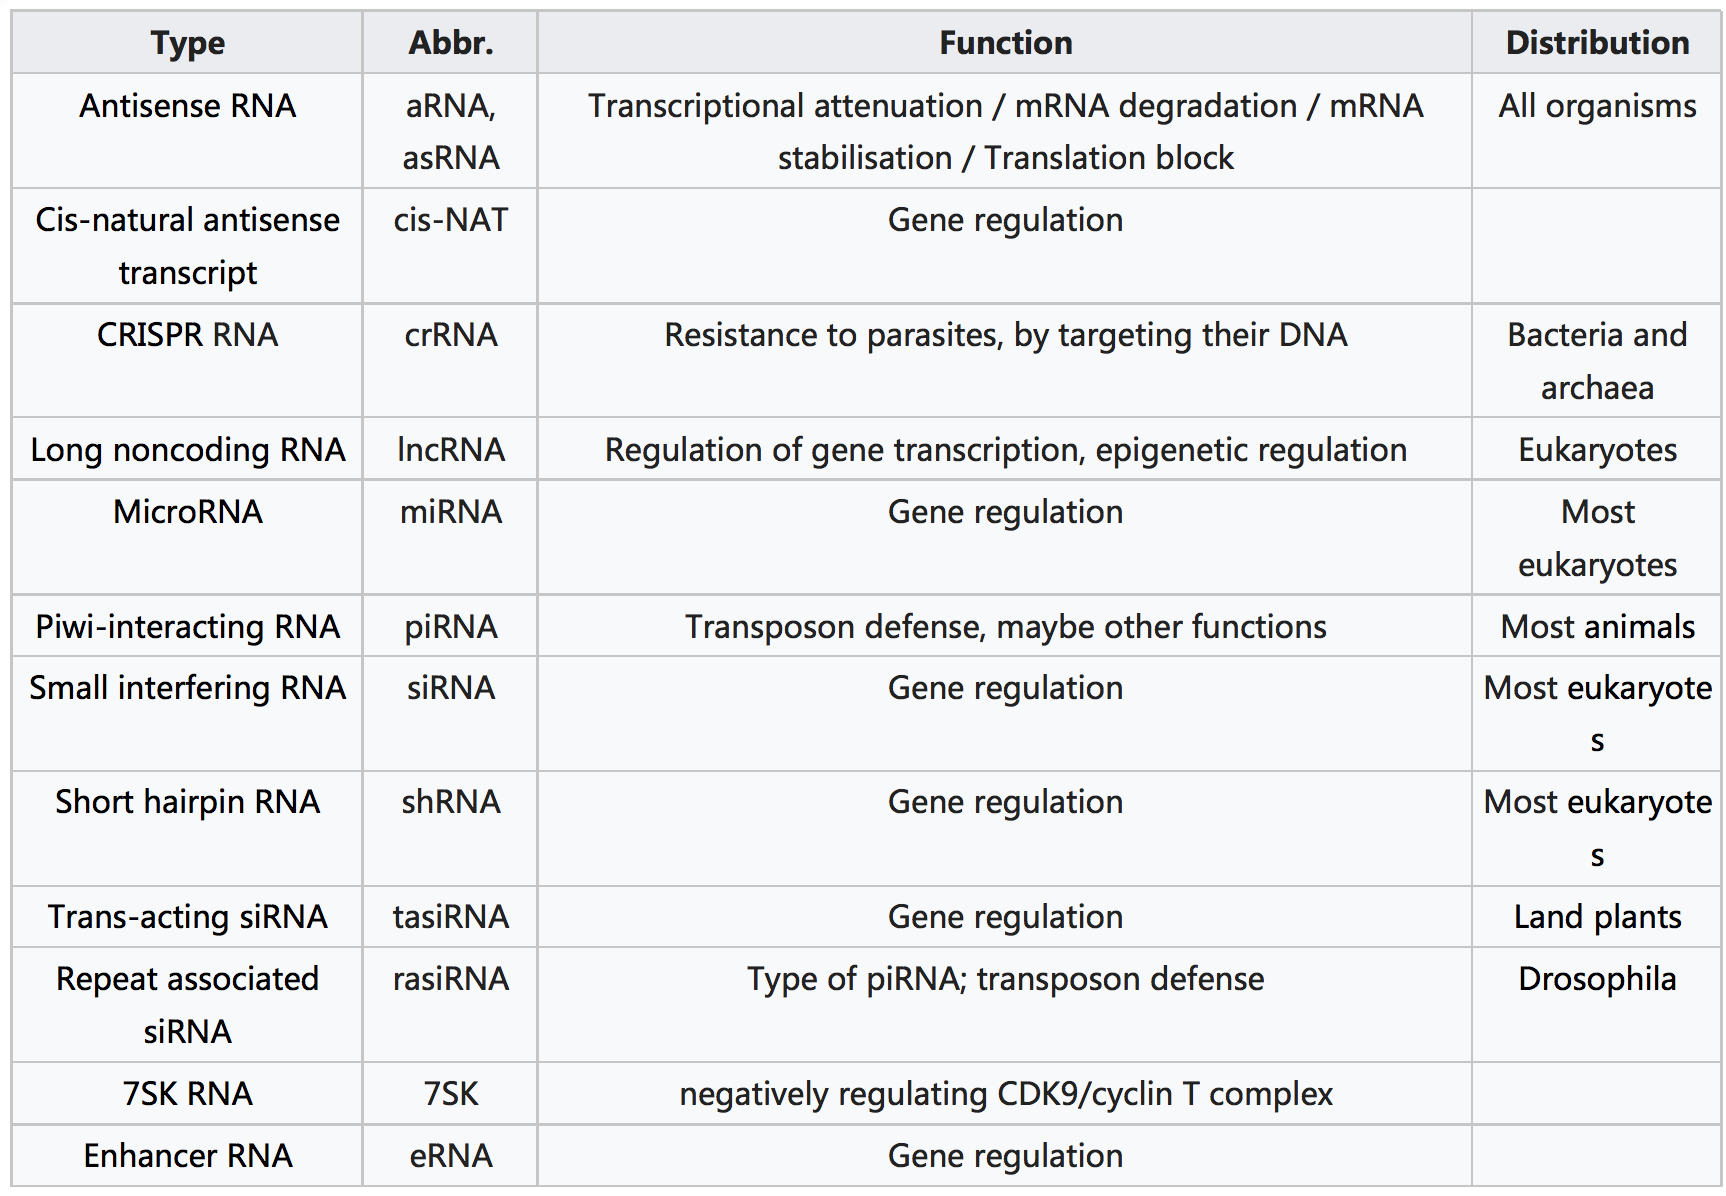 Type Abbr. Function Distribution
Antisense RNA aRNA, Transcriptional attenuation / mRNA degradation / mRNA All organisms
asRNA stabilisation / Translation block
Cis-natural antisense cis-NAT Gene regulation
transcript
CRISPR RNA crRNA Resistance to parasites, by targeting their DNA Bacteria and
archaea
Long noncoding RNA lncRNA Regulation of gene transcription, epigenetic regulation Eukaryotes
MicroRNA miRNA Gene regulation Most
eukaryotes
Piwi-interacting RNA piRNA Transposon defense, maybe other functions Most animals
Small interfering RNA siRNA Gene regulation Most eukaryote
s
Short hairpin RNA shRNA Gene regulation Most eukaryote
s
Trans-acting siRNA tasiRNA Gene regulation Land plants
Repeat associated rasiRNA Type of piRNA; transposon defense Drosophila
siRNA
7SK RNA 7SK negatively regulating CDK9/cyclin T complex
Enhancer RNA eRNA Gene regulation